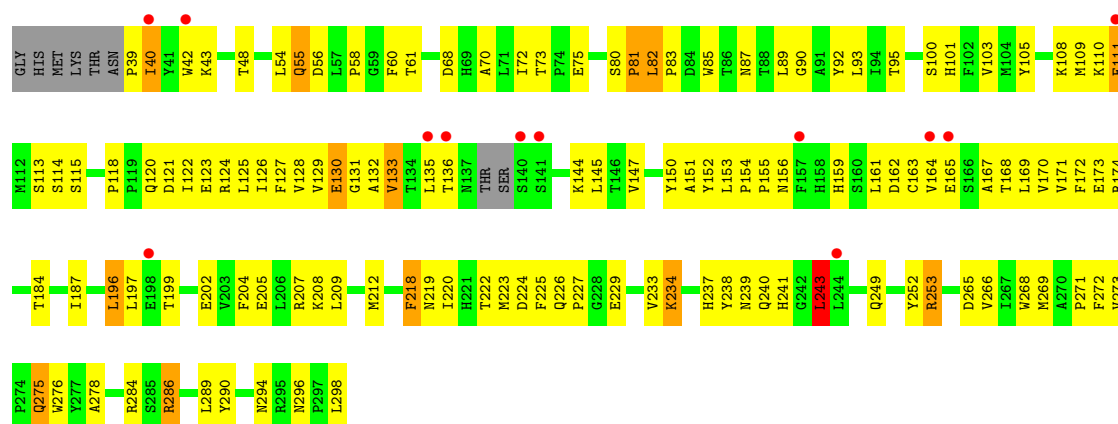 GLY HIS MET LYS THR ASN P39 I40 Y41 W42 K43 T48 L54 Q55 D56 L57 P58 G59 F60 T61 D68 H69 A70 L71 I72 T73 P74 E75 S80 P81 L82 P83 D84 W85 T86 N87 T88 L89 G90 A91 Y92 L93 I94 T95 S100 H101 F102 V103 M104 Y105 K108 M109 K110 F111
M112 S113 S114 S115 P118 P119 Q120 D121 I122 E123 R124 L125 I126 F127 V128 V129 E130 G131 A132 V133 T134 L135 T136 N137 THR SER S140 S141 K144 L145 T146 V147 Y150 A151 Y152 L153 P154 P155 N156 F157 H158 H159 S160 L161 D162 C163 V164 E165 S166 A167 T168 L169 V170 V171 F172 E173 R174
T184 I187 L196 L197 E198 T199 E202 V203 F204 E205 L206 R207 K208 L209 M212 F218 N219 I220 H221 T222 M223 D224 F225 Q226 P227 G228 E229 V233 K234 H237 Y238 N239 Q240 H241 G242 L243 L244 Q249 Y252 R253 D265 V266 I267 W268 M269 A270 P271 F272 V273
P274 Q275 W276 Y277 A278 R284 S285 R286 L289 Y290 N294 R295 N296 P297 L298